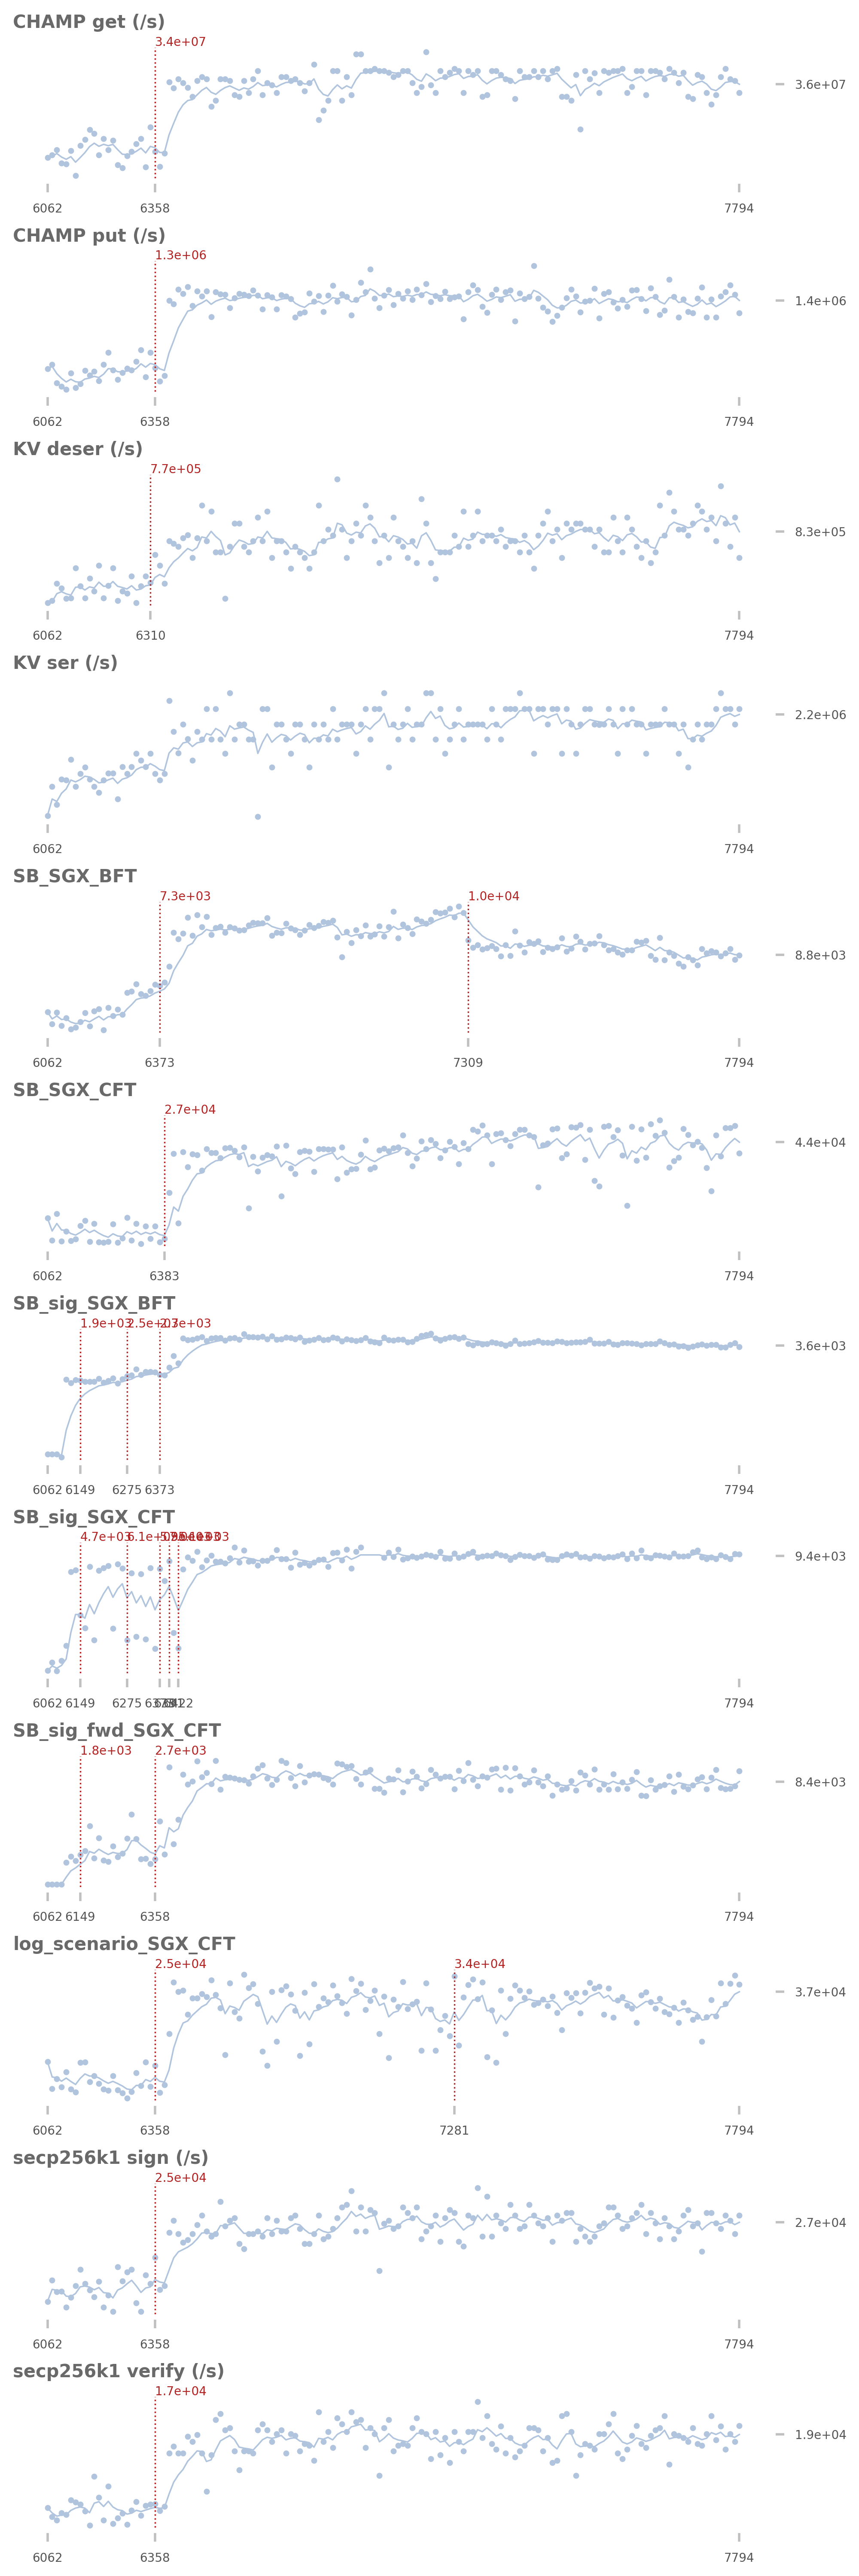 CHAMP get (/s)
3.4e+07
3.6e+07
6062 6358 7794
CHAMP put (/s)
1.3e+06
1.4e+06
6062 6358 7794
KV deser (/s)
7.7e+05
8.3e+05
6062 6310 7794
KV ser (/s)
2.2e+06
6062 7794
SB_SGX_BFT
7.3e+03 1.0e+04
8.8e+03
6062 6373 7309 7794
SB_SGX_CFT
2.7e+04
4.4e+04
6062 6383 7794
SB_sig_SGX_BFT
1.9e+03 2.5e+03 2.7e+03
3.6e+03
6062 6149 6275 6373 7794
SB_sig_SGX_CFT
4.7e+03
9.4e+03
6062 6149 6275 7794
SB_sig_fwd_SGX_CFT
1.8e+03 2.7e+03
8.4e+03
6062 6149 6358 7794
log_scenario_SGX_CFT
2.5e+04 3.4e+04
3.7e+04
6062 6358 7281 7794
secp256k1 sign (/s)
2.5e+04
2.7e+04
6062 6358 7794
secp256k1 verify (/s)
1.7e+04
1.9e+04
6062 6358 7794